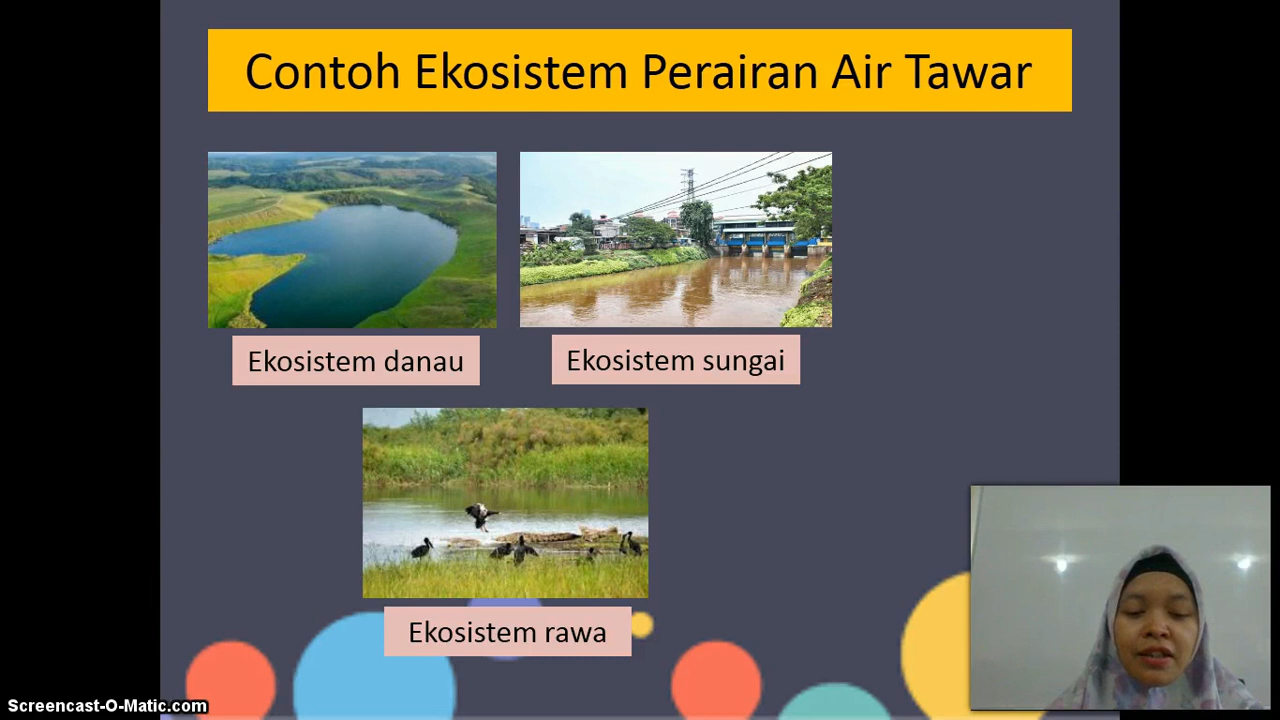 Contoh Ekosistem Perairan Air Tawar
Ekosistem danau
Ekosistem sungai
Ekosistem rawa
Screencast-O-Matic.com